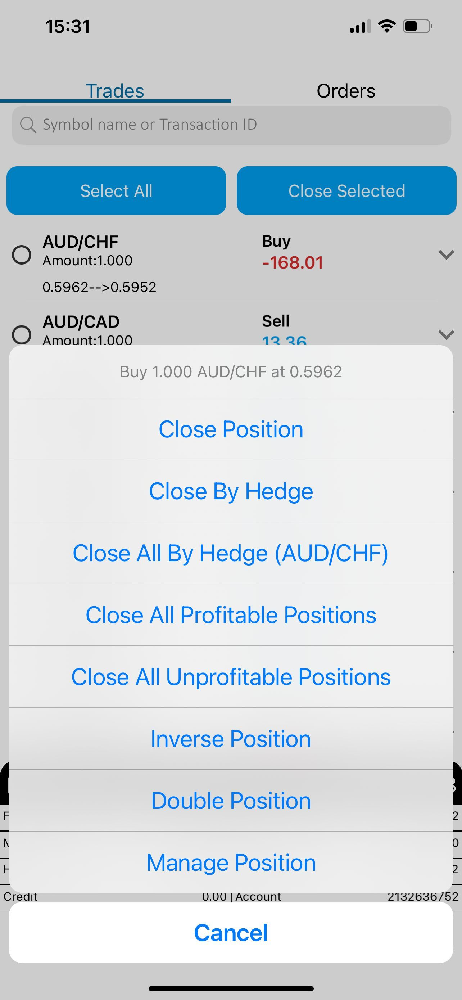 15:31
Trades
Orders
Symbol name or Transaction ID
Select All
Close Selected
AUD/CHF
Buy
Amount:1.000
-168.01
0.5962-->0.5952
AUD/CAD
Sell
Amount:1.000
13.36
Buy 1.000 AUD/CHF at 0.5962
Close Position
Close By Hedge
Close All By Hedge (AUD/CHF)
Close All Profitable Positions
Close All Unprofitable Positions
Inverse Position
Double Position
Manage Position
Credit 0.00 Account 2132636752
Cancel